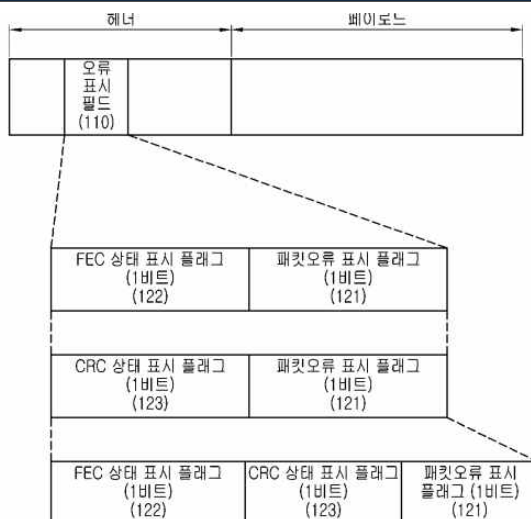 헤더 페이로드
오류
표시
필드
(110)
FEC 상태 표시 플래그 패킷오류 표시 플래그
(1비트) (1비트)
(122) (121)
CRC 상태 표시 플래그 패킷오류 표시 플래그
(1비트) (1비트)
(123) (121)
FEC 상태 표시 플래그 CRC 상태 표시 플래그 패킷오류 표시
(1비트) (1비트) 플래그 (1비트)
(122) (123) (121)